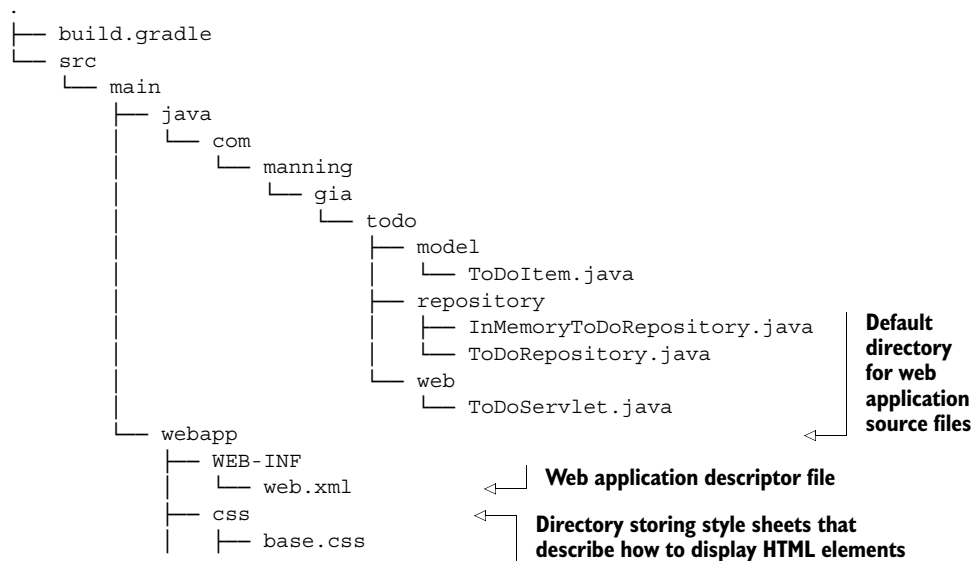 .
├── build.gradle
└── src
    └── main
        ├── java
        │   └── com
        │       └── manning
        │           └── gia
        │               └── todo
        │                   ├── model
        │                   │   └── ToDoItem.java
        │                   ├── repository
        │                   │   ├── InMemoryToDoRepository.java
        │                   │   └── ToDoRepository.java
        │                   └── web
        │                       └── ToDoServlet.java
        └── webapp
            ├── WEB-INF
            │   └── web.xml
            ├── css
            │   ├── base.css
Default
directory
for web
application
source files
Web application descriptor file
Directory storing style sheets that
describe how to display HTML elements